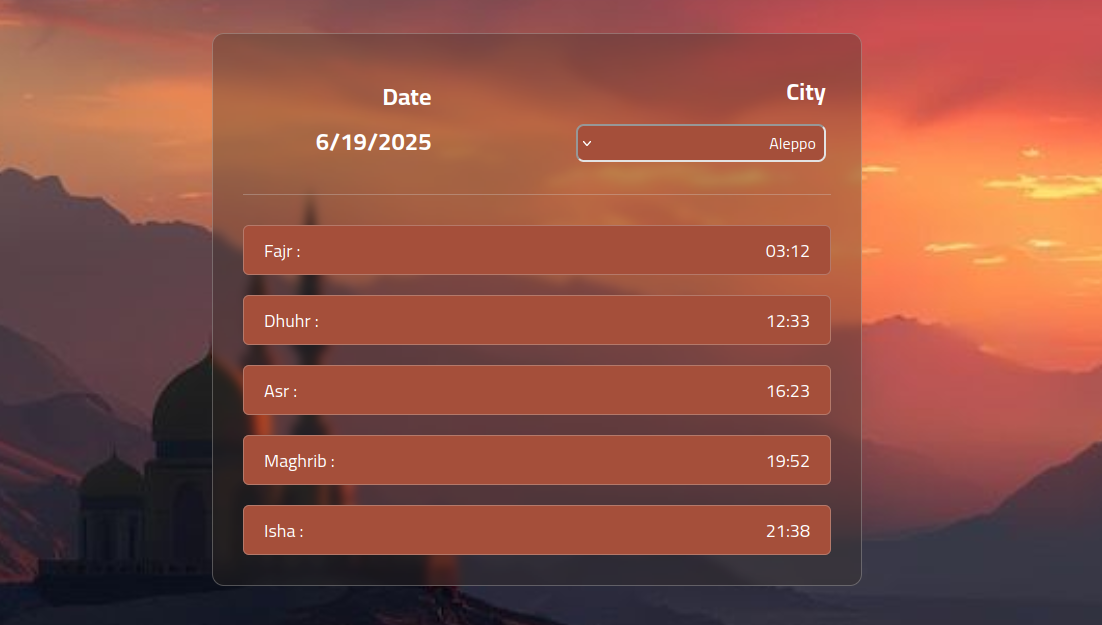 Date
6/19/2025
City
Aleppo
Fajr : 03:12
Dhuhr : 12:33
Asr : 16:23
Maghrib : 19:52
Isha : 21:38